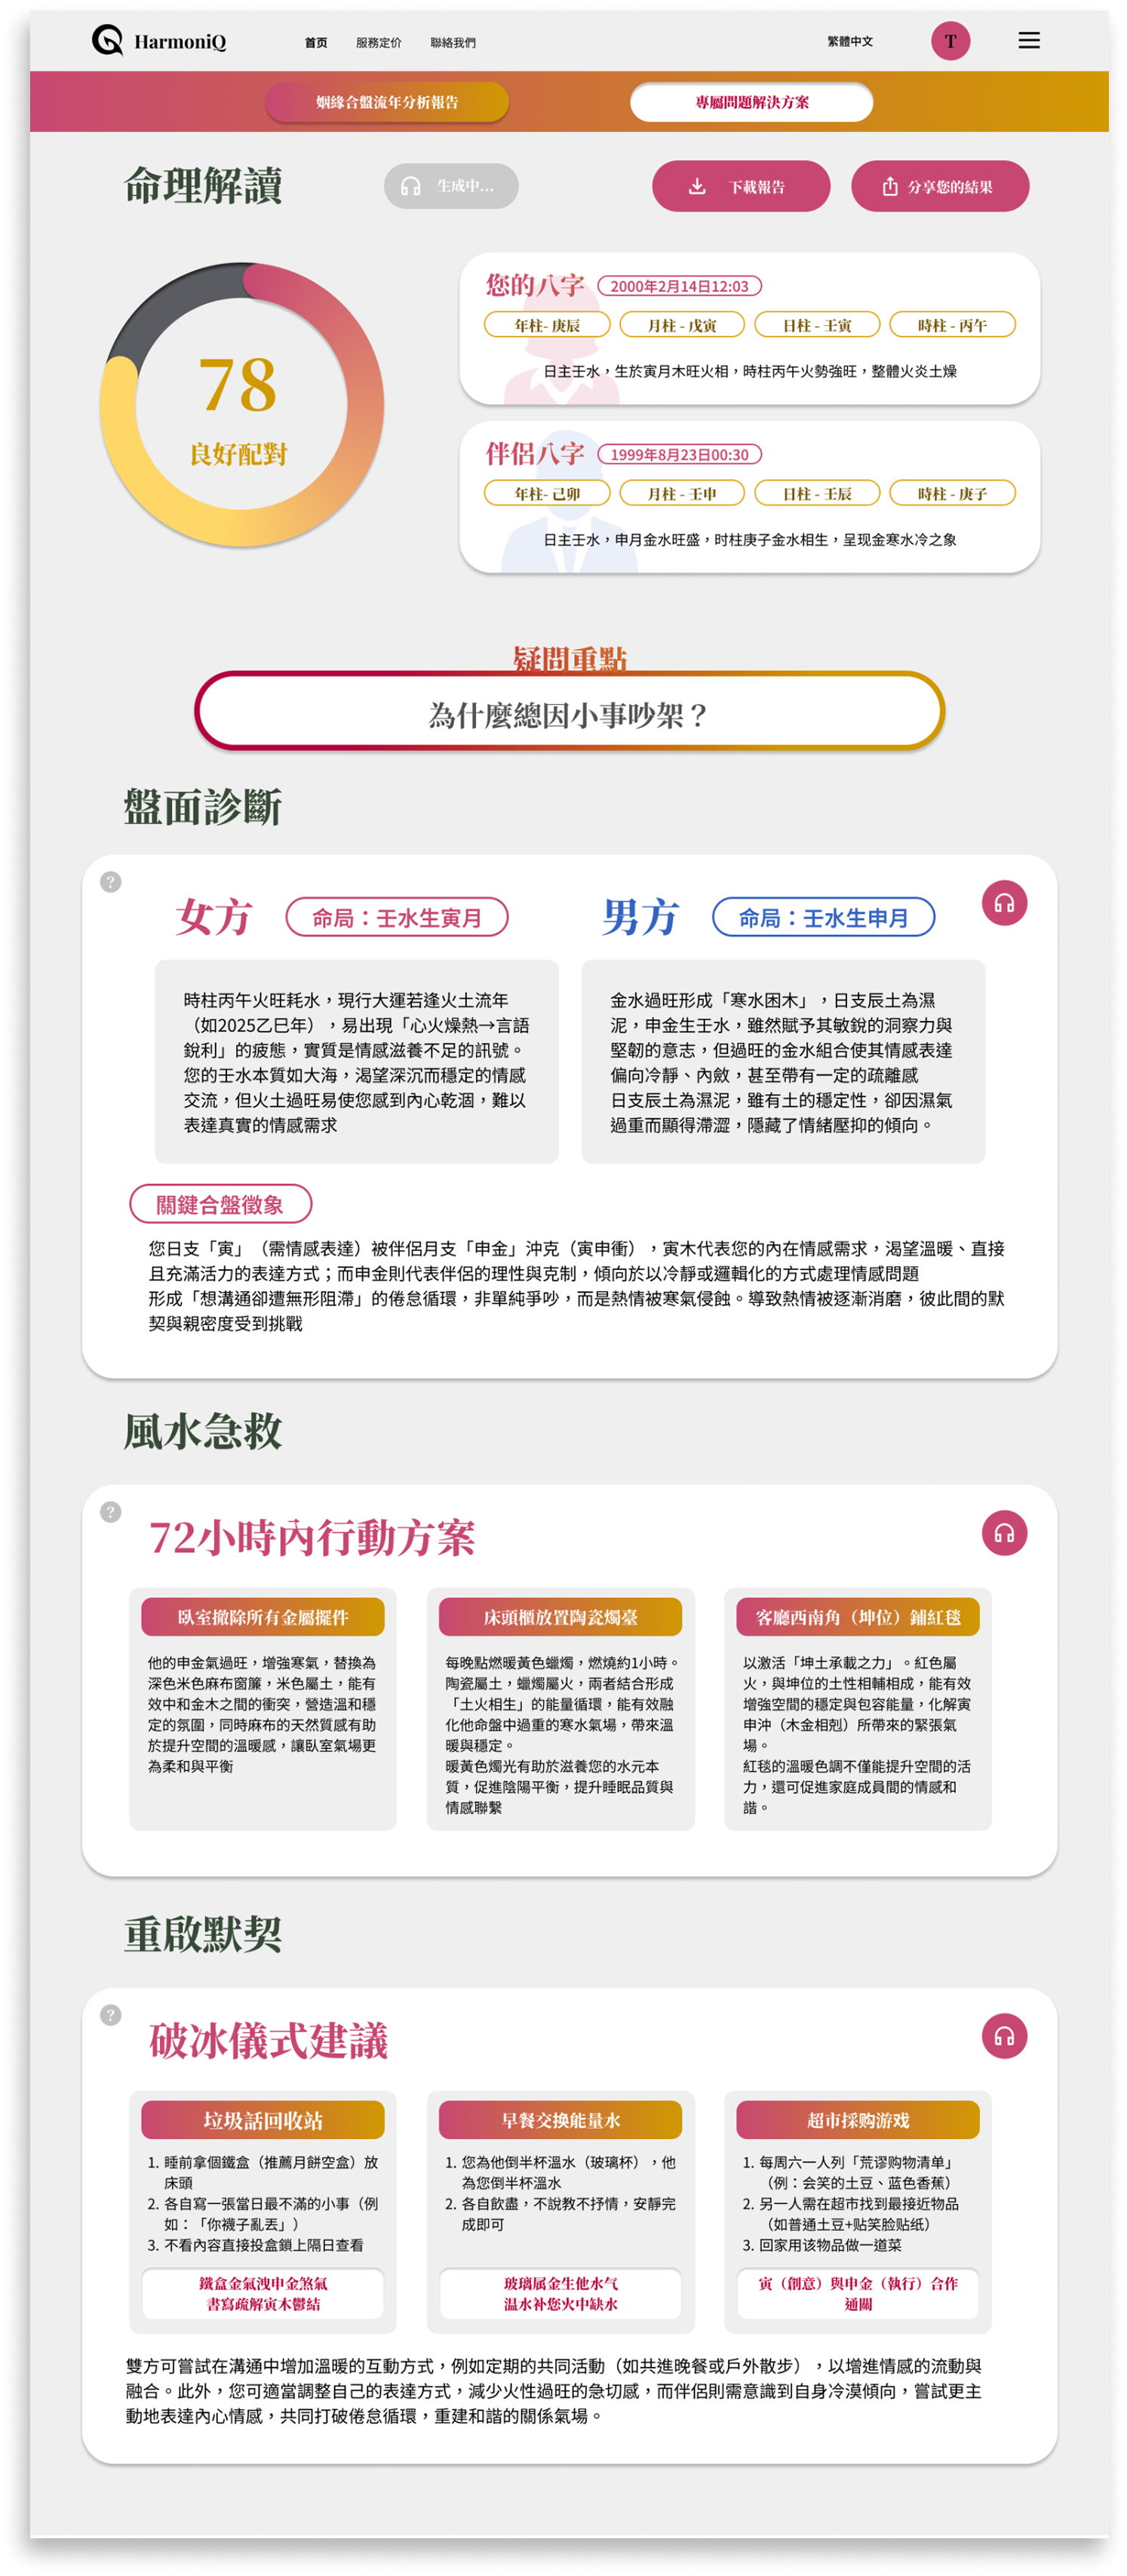 HarmoniQ 首页 服務定价 聯絡我們 繁體中文 T
姻緣合盤流年分析報告 專屬問題解決方案
命理解讀 生成中... 下載報告 分享您的結果
78
良好配對
您的八字 2000年2月14日12:03
年柱- 庚辰 月柱 - 戊寅 日柱 - 壬寅 時柱 - 丙午
日主壬水，生於寅月木旺火相，時柱丙午火勢強旺，整體火炎土燥
伴侶八字 1999年8月23日00:30
年柱- 己卯 月柱 - 壬申 日柱 - 壬辰 時柱 - 庚子
日主壬水，申月金水旺盛，时柱庚子金水相生，呈现金寒水冷之象
疑問重點
為什麼總因小事吵架？
盤面診斷
?
女方 命局：壬水生寅月
時柱丙午火旺耗水，現行大運若逢火土流年
（如2025乙巳年），易出現「心火燥熱→言語
銳利」的疲態，實質是情感滋養不足的訊號。
您的壬水本質如大海，渴望深沉而穩定的情感
交流，但火土過旺易使您感到內心乾涸，難以
表達真實的情感需求
男方 命局：壬水生申月
金水過旺形成「寒水困木」，日支辰土為濕
泥，申金生壬水，雖然賦予其敏銳的洞察力與
堅韌的意志，但過旺的金水組合使其情感表達
偏向冷靜、內斂，甚至帶有一定的疏離感
日支辰土為濕泥，雖有土的穩定性，卻因濕氣
過重而顯得滯澀，隱藏了情緒壓抑的傾向。
關鍵合盤徵象
您日支「寅」（需情感表達）被伴侶月支「申金」沖克（寅申衝），寅木代表您的內在情感需求，渴望溫暖、直接
且充滿活力的表達方式；而申金則代表伴侶的理性與克制，傾向於以冷靜或邏輯化的方式處理情感問題
形成「想溝通卻遭無形阻滯」的倦怠循環，非單純爭吵，而是熱情被寒氣侵蝕。導致熱情被逐漸消磨，彼此間的默
契與親密度受到挑戰
風水急救
?
72小時內行動方案
臥室撤除所有金屬擺件
他的申金氣過旺，增強寒氣，替換為
深色米色麻布窗簾，米色屬土，能有
效中和金木之間的衝突，營造溫和穩
定的氛圍，同時麻布的天然質感有助
於提升空間的溫暖感，讓臥室氣場更
為柔和與平衡
床頭櫃放置陶瓷燭臺
每晚點燃暖黃色蠟燭，燃燒約1小時。
陶瓷屬土，蠟燭屬火，兩者結合形成
「土火相生」的能量循環，能有效融
化他命盤中過重的寒水氣場，帶來溫
暖與穩定。
暖黃色燭光有助於滋養您的水元本
質，促進陰陽平衡，提升睡眠品質與
情感聯繫
客廳西南角（坤位）鋪紅毯
以激活「坤土承載之力」。紅色屬
火，與坤位的土性相輔相成，能有效
增強空間的穩定與包容能量，化解寅
申沖（木金相剋）所帶來的緊張氣
場。
紅毯的溫暖色調不僅能提升空間的活
力，還可促進家庭成員間的情感和
諧。
重啟默契
?
破冰儀式建議
垃圾話回收站
1. 睡前拿個鐵盒（推薦月餅空盒）放
床頭
2. 各自寫一張當日最不滿的小事（例
如：「你襪子亂丟」）
3. 不看內容直接投盒鎖上隔日查看
鐵盒金氣洩申金煞氣
書寫疏解寅木鬱結
早餐交換能量水
1. 您為他倒半杯溫水（玻璃杯），他
為您倒半杯溫水
2. 各自飲盡，不說教不抒情，安靜完
成即可
玻璃属金生他水气
温水补您火中缺水
超市採购游戏
1. 每周六一人列「荒谬购物清单」
（例：会笑的土豆、蓝色香蕉）
2. 另一人需在超市找到最接近物品
（如普通土豆+贴笑脸贴纸）
3. 回家用该物品做一道菜
寅（創意）與申金（執行）合作
通關
雙方可嘗試在溝通中增加溫暖的互動方式，例如定期的共同活動（如共進晚餐或戶外散步），以增進情感的流動與
融合。此外，您可適當調整自己的表達方式，減少火性過旺的急切感，而伴侶則需意識到自身冷漠傾向，嘗試更主
動地表達內心情感，共同打破倦怠循環，重建和諧的關係氣場。